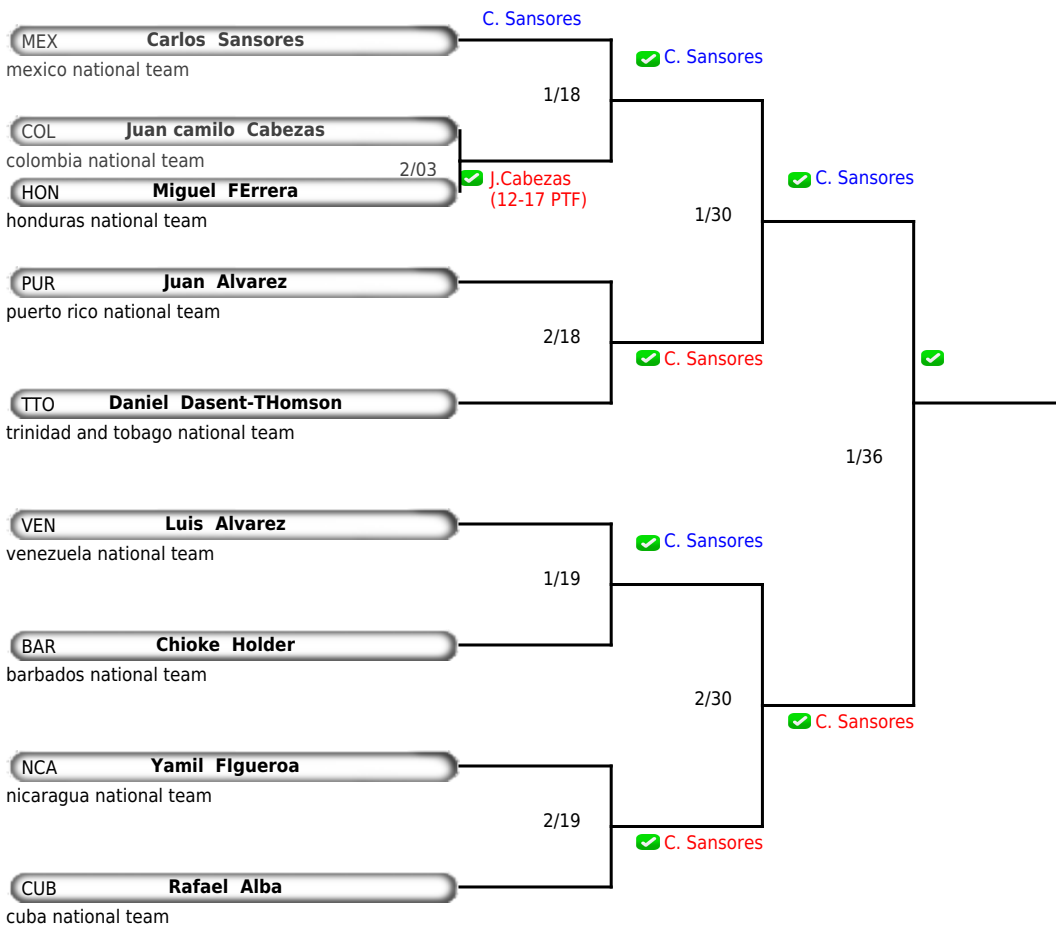 C. Sansores
MEX Carlos Sansores
mexico national team
C. Sansores
1/18
COL Juan camilo Cabezas
colombia national team
2/03
J.Cabezas
(12-17 PTF)
HON Miguel FErrera
honduras national team
C. Sansores
1/30
PUR Juan Alvarez
puerto rico national team
2/18
C. Sansores
TTO Daniel Dasent-THomson
trinidad and tobago national team
1/36
VEN Luis Alvarez
venezuela national team
C. Sansores
1/19
BAR Chioke Holder
barbados national team
2/30
C. Sansores
NCA Yamil FIgueroa
nicaragua national team
2/19
C. Sansores
CUB Rafael Alba
cuba national team